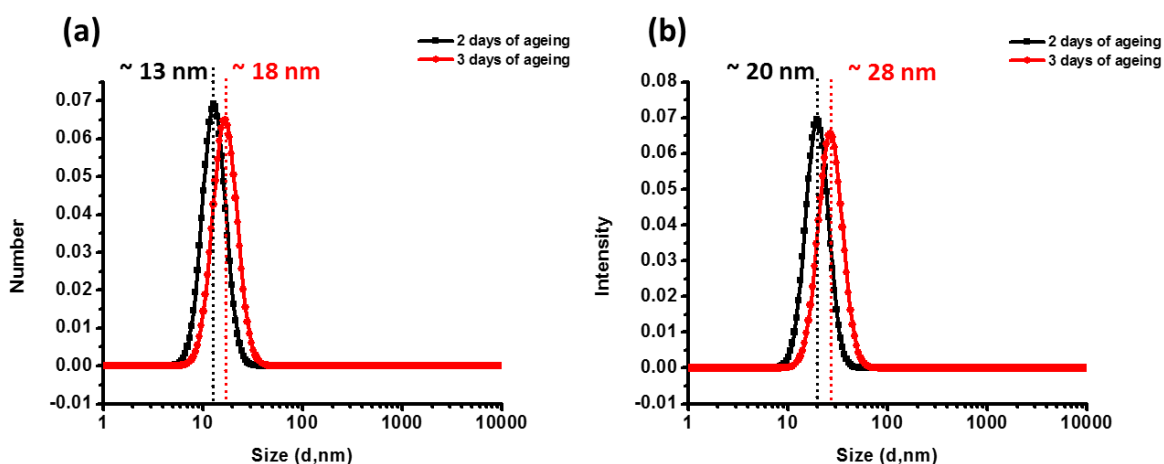 (a)
2 days of ageing
3 days of ageing
~ 13 nm
~ 18 nm
0.07
0.06
0.05
0.04
0.03
0.02
0.01
0.00
-0.01
Number
1
10
100
1000
10000
Size (d,nm)
(b)
2 days of ageing
3 days of ageing
~ 20 nm
~ 28 nm
0.08
0.07
0.06
0.05
0.04
0.03
0.02
0.01
0.00
-0.01
Intensity
1
10
100
1000
10000
Size (d,nm)